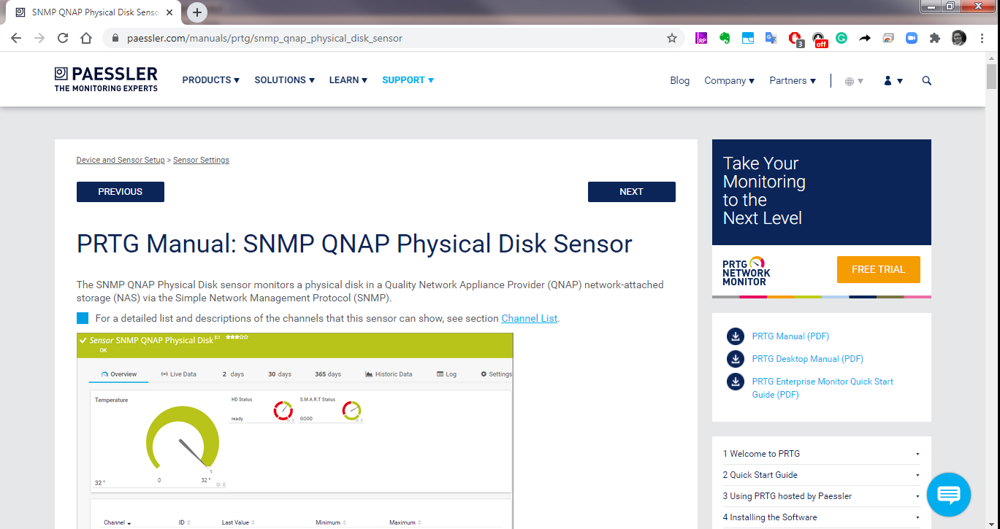 SNMP QNAP Physical Disk Senso
paessler.com/manuals/prtg/snmp_qnap_physical_disk_sensor
RP
3
off
PAESSLER
THE MONITORING EXPERTS
PRODUCTS
SOLUTIONS
LEARN
SUPPORT
Blog
Company
Partners
Device and Sensor Setup > Sensor Settings
PREVIOUS
NEXT
PRTG Manual: SNMP QNAP Physical Disk Sensor
The SNMP QNAP Physical Disk sensor monitors a physical disk in a Quality Network Appliance Provider (QNAP) network-attached
storage (NAS) via the Simple Network Management Protocol (SNMP).
For a detailed list and descriptions of the channels that this sensor can show, see section Channel List.
Sensor SNMP QNAP Physical Disk
OK
Overview
Live Data
2 days
30 days
365 days
Historic Data
Log
Settings
Temperature
HD Status
S.M.A.R.T Status
ready
GOOD
32 °
0
32 °
Channel
ID
Last Value
Minimum
Maximum
Take Your
Monitoring
to the
Next Level
PRTG
NETWORK
MONITOR
FREE TRIAL
PRTG Manual (PDF)
PRTG Desktop Manual (PDF)
PRTG Enterprise Monitor Quick Start
Guide (PDF)
1 Welcome to PRTG
2 Quick Start Guide
3 Using PRTG hosted by Paessler
4 Installing the Software